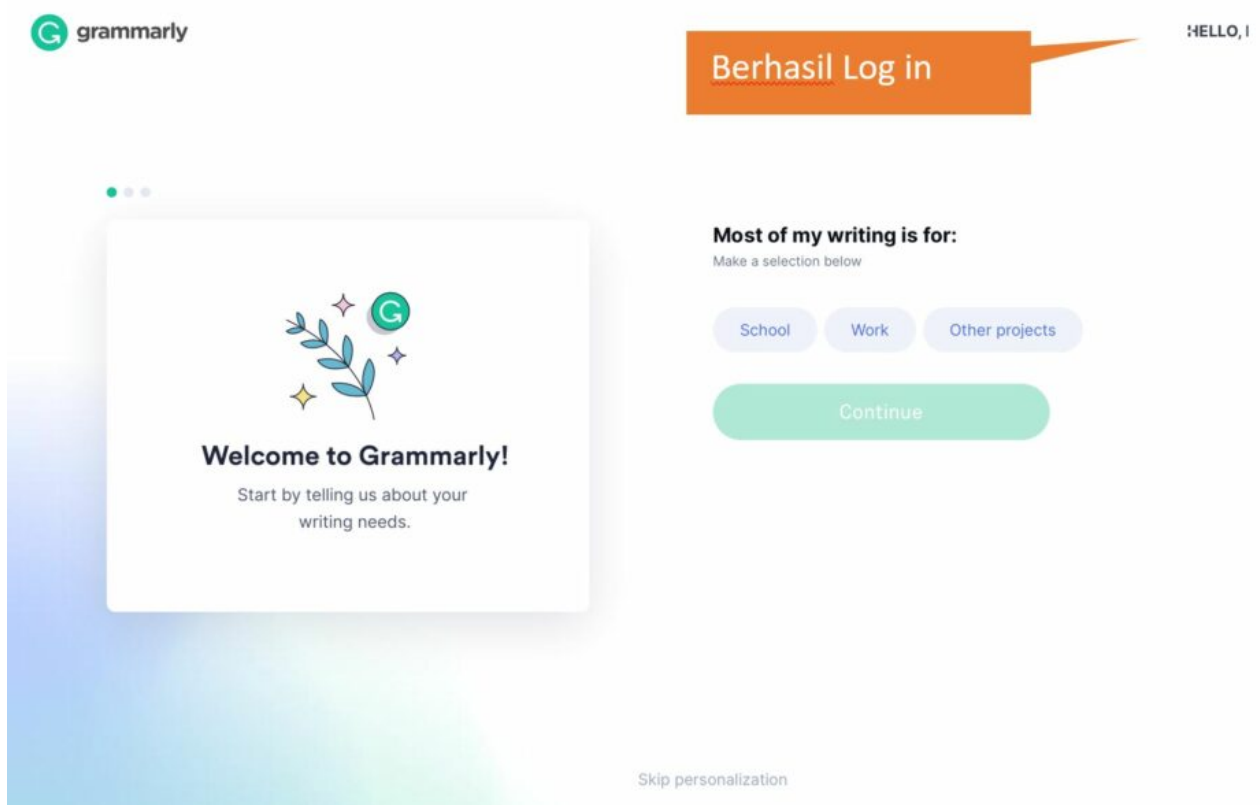 grammarly
HELLO, I
Berhasil Log in
Most of my writing is for:
Make a selection below
School Work Other projects
Continue
Welcome to Grammarly!
Start by telling us about your
writing needs.
Skip personalization